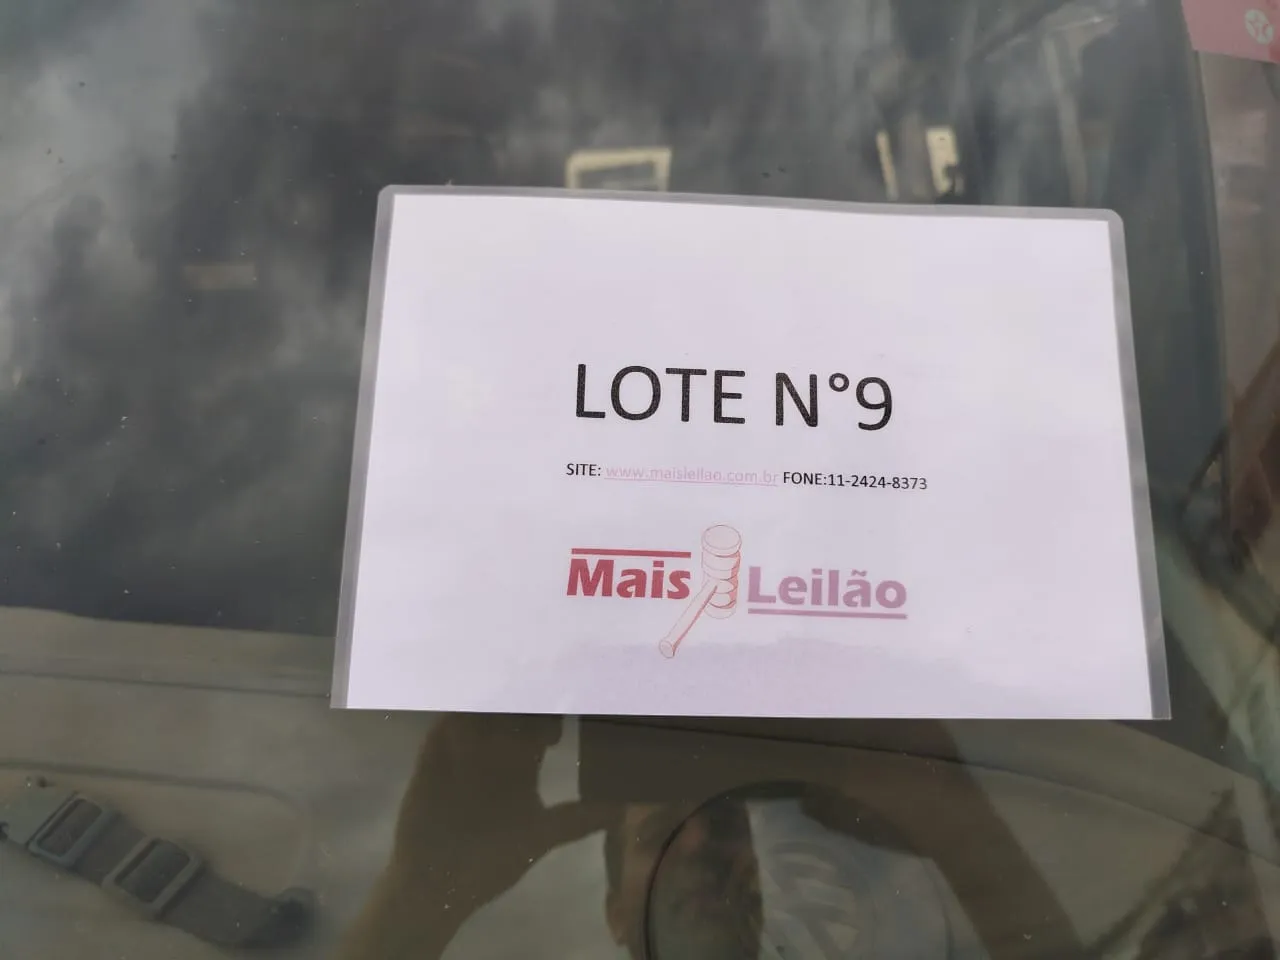 LOTE N°9
SITE: www.maisleilao.com.br FONE:11-2424-8373
Mais Leilão